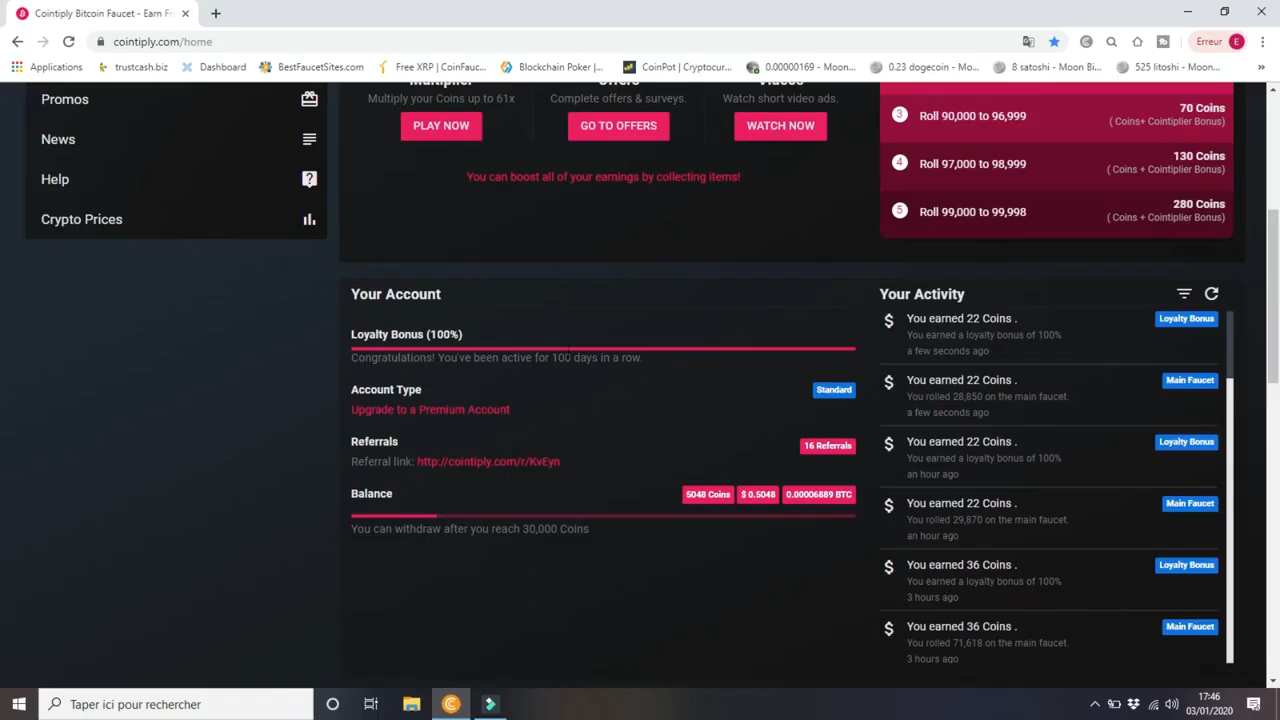 Cointiply Bitcoin Faucet - Earn Fr
cointiply.com/home
Erreur E
Applications
trustcash.biz
Dashboard
BestFaucetSites.com
Free XRP | CoinFauc...
Blockchain Poker |...
CoinPot | Cryptocur...
0.00000169 - Moon...
0.23 dogecoin - Mo...
8 satoshi - Moon Bi...
525 litoshi - Moon...
Promos
News
Help
Crypto Prices
Multiplier
Offers
Videos
Multiply your Coins up to 61x
Complete offers & surveys.
Watch short video ads.
PLAY NOW
GO TO OFFERS
WATCH NOW
You can boost all of your earnings by collecting items!
3 Roll 90,000 to 96,999
70 Coins
( Coins+ Cointiplier Bonus)
4 Roll 97,000 to 98,999
130 Coins
( Coins + Cointiplier Bonus)
5 Roll 99,000 to 99,998
280 Coins
( Coins + Cointiplier Bonus)
Your Account
Loyalty Bonus (100%)
Congratulations! You've been active for 100 days in a row.
Account Type
Standard
Upgrade to a Premium Account
Referrals
16 Referrals
Referral link: http://cointiply.com/r/KvEyn
Balance
5048 Coins
$ 0.5048
0.00006889 BTC
You can withdraw after you reach 30,000 Coins
Your Activity
You earned 22 Coins .
Loyalty Bonus
You earned a loyalty bonus of 100%
a few seconds ago
You earned 22 Coins .
Main Faucet
You rolled 28,850 on the main faucet.
a few seconds ago
You earned 22 Coins .
Loyalty Bonus
You earned a loyalty bonus of 100%
an hour ago
You earned 22 Coins .
Main Faucet
You rolled 29,870 on the main faucet.
an hour ago
You earned 36 Coins .
Loyalty Bonus
You earned a loyalty bonus of 100%
3 hours ago
You earned 36 Coins .
Main Faucet
You rolled 71,618 on the main faucet.
3 hours ago
Taper ici pour rechercher
17:46
03/01/2020